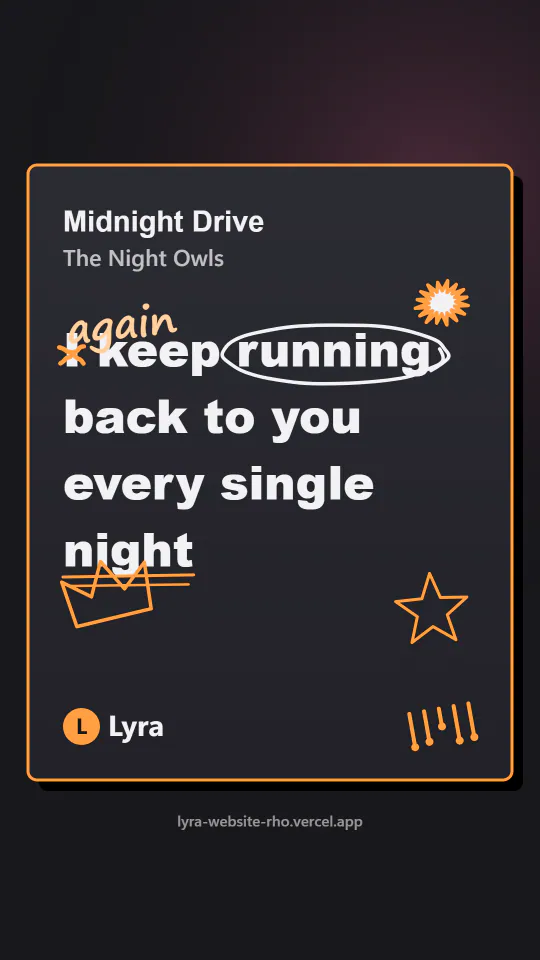 Midnight Drive
The Night Owls
again
I keep running
back to you
every single
night
L Lyra
lyra-website-rho.vercel.app